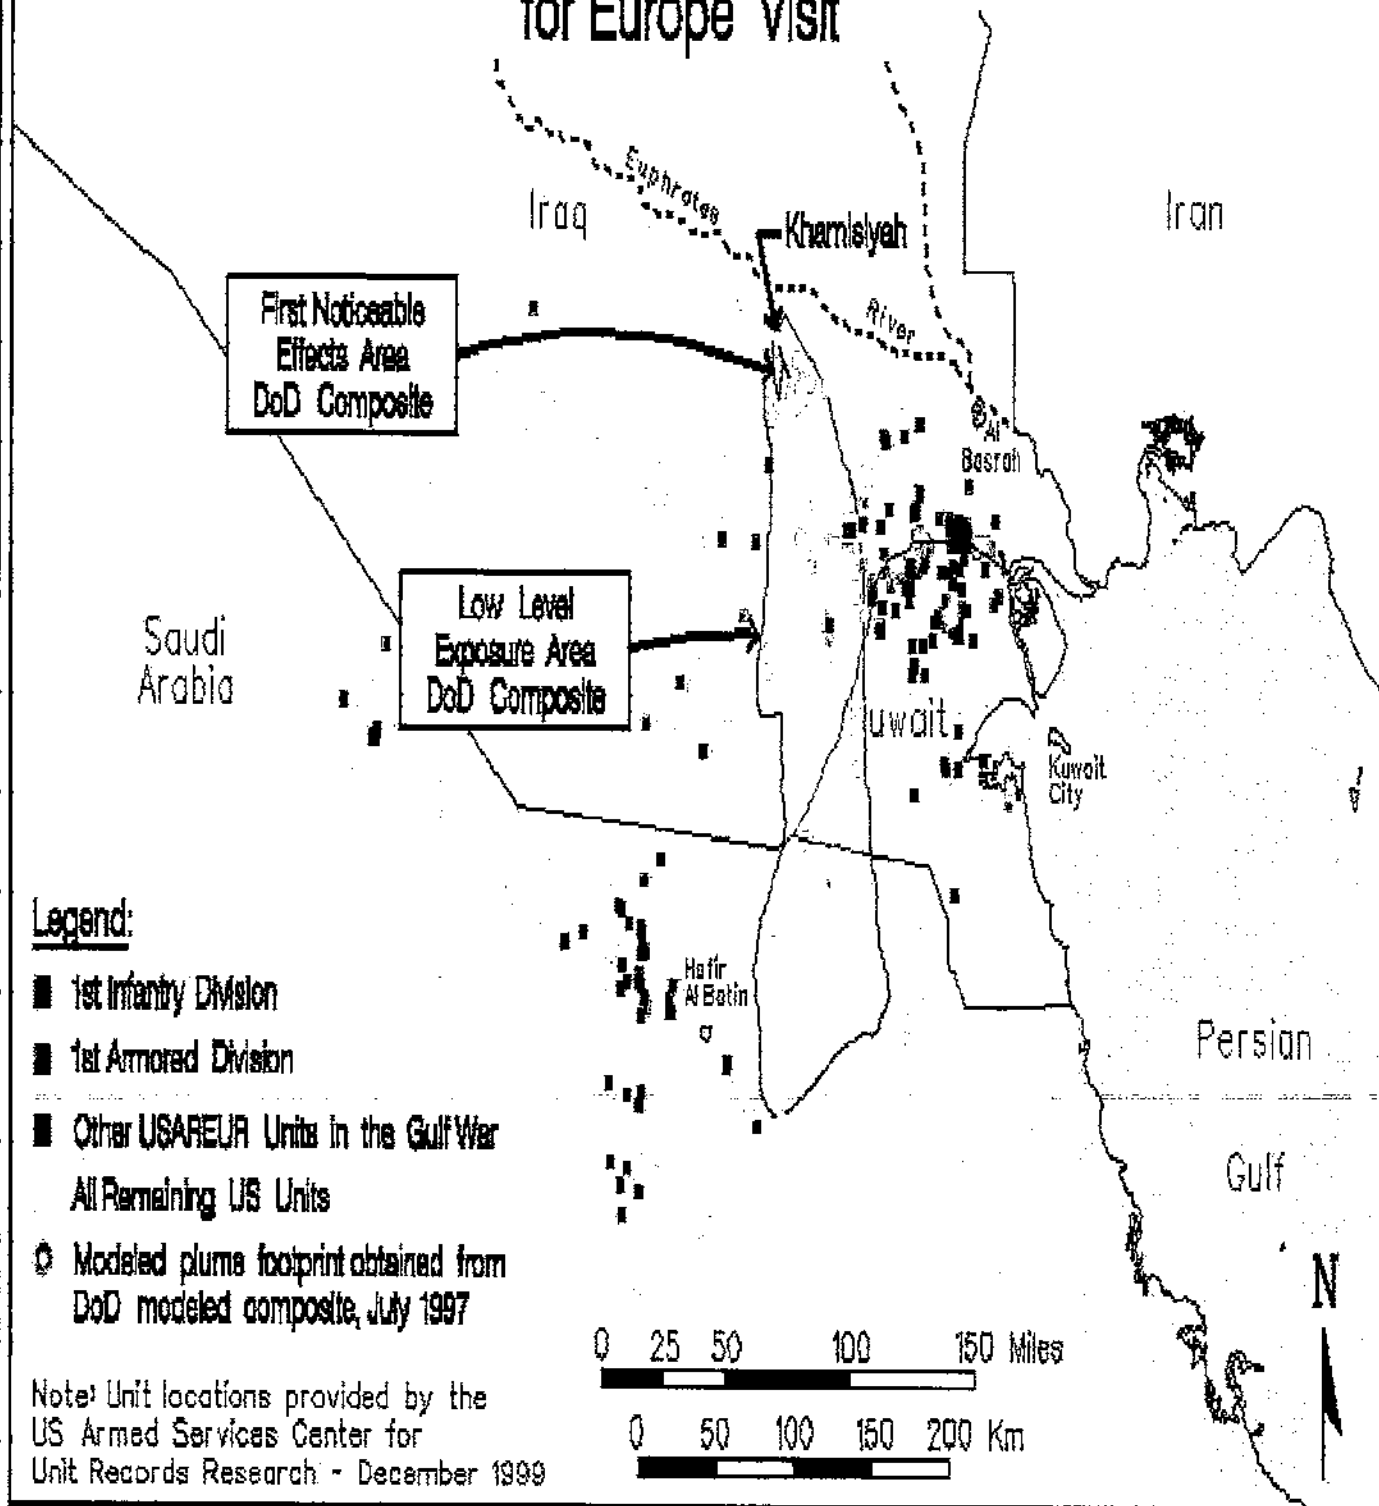 for Europe Visit
Euphrates
Iraq
Khamisiyah
Iran
First Noticeable
Effects Area
DoD Composite
River
Al
Basrah
Low Level
Exposure Area
DoD Composite
Saudi
Arabia
uwait
Kuwait
City
Legend:
1st Infantry Division
1st Armored Division
Other USAREUR Units in the Gulf War
All Remaining US Units
Modeled plume footprint obtained from
DoD modeled composite, July 1997
Hafir
Al Batin
Persian
Gulf
N
0 25 50 100 150 Miles
0 50 100 150 200 Km
Note: Unit locations provided by the
US Armed Services Center for
Unit Records Research - December 1999